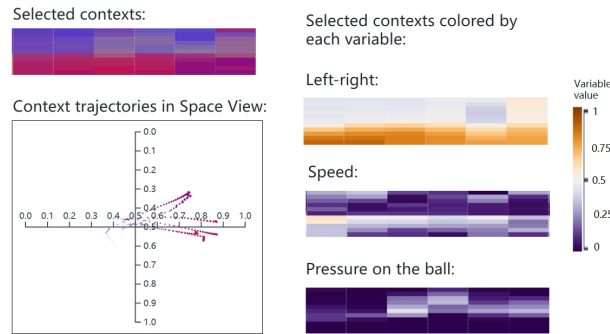 Selected contexts:
Context trajectories in Space View:
0.0
0.1
0.2
0.3
0.4
0.0 0.1 0.2 0.3 0.4 0.5 0.6 0.7 0.8 0.9 1.0
0.5
0.6
0.7
0.8
0.9
1.0
Selected contexts colored by
each variable:
Left-right:
Speed:
Pressure on the ball:
Variable
value
1
0.75
0.5
0.25
0